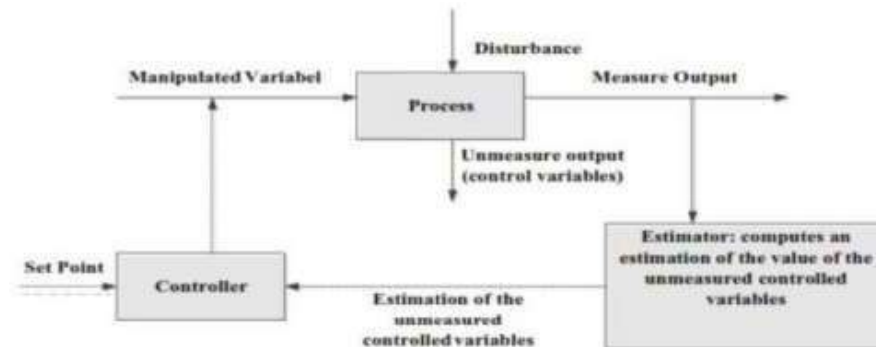 Disturbance
Manipulated Variabel
Measure Output
Process
Unmeasure output
(control variables)
Estimator: computes an
estimation of the value of the
unmeasured controlled
variables
Set Point
Controller
Estimation of the
unmeasured
controlled variables